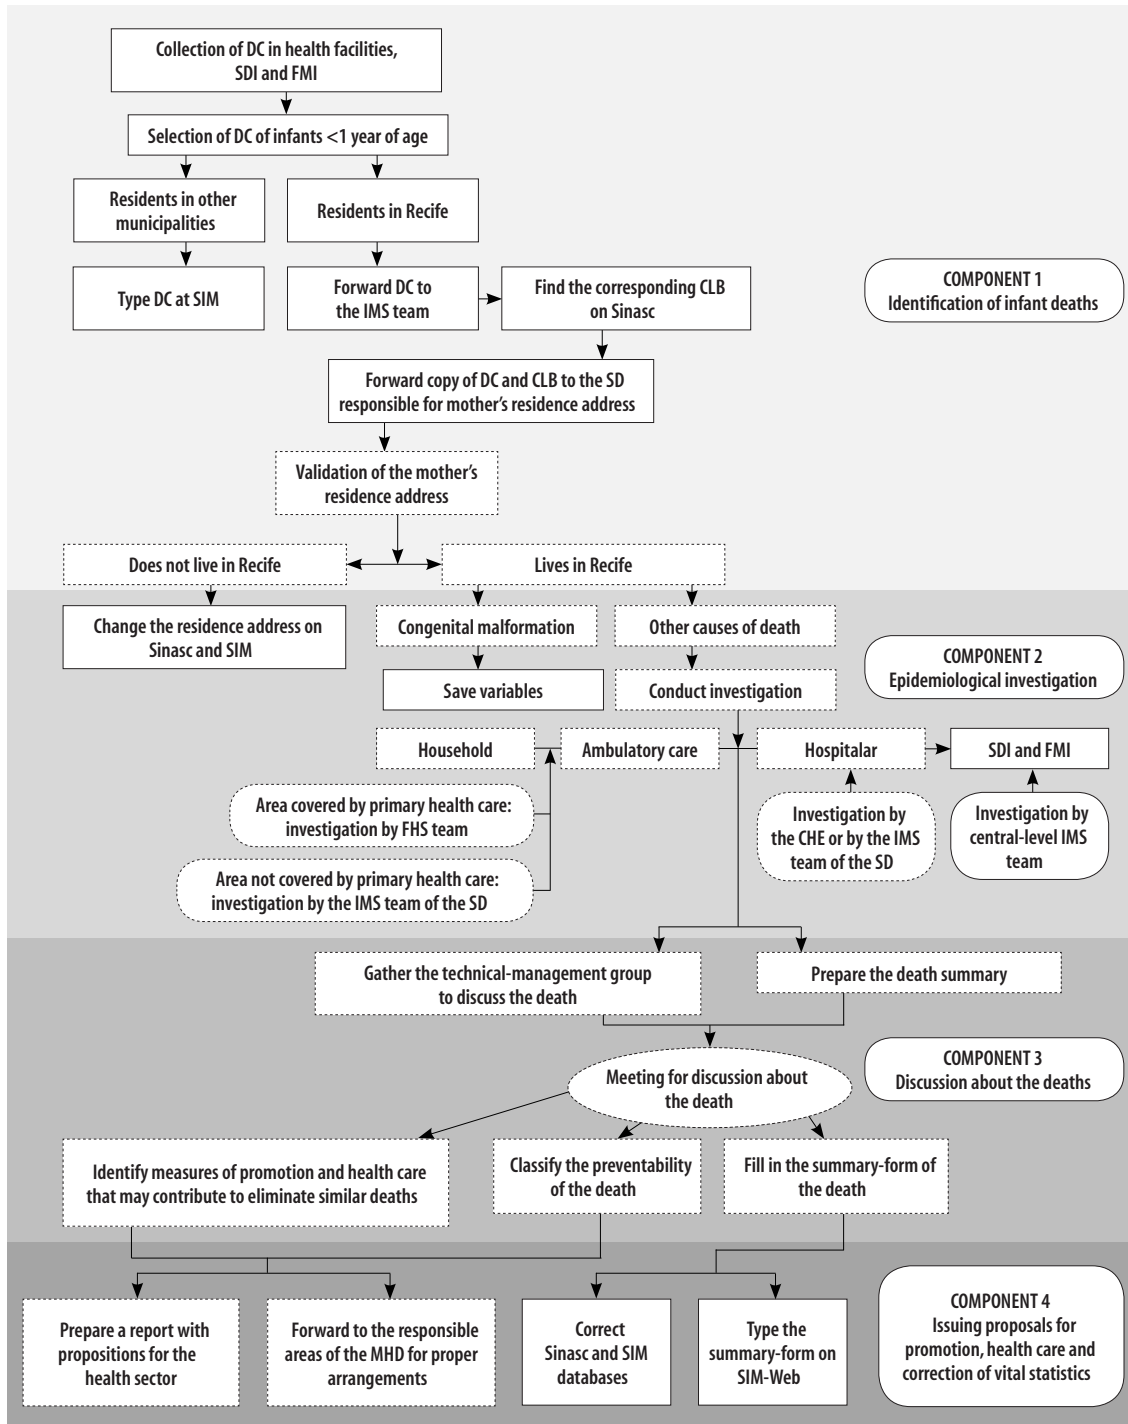 Collection of DC in health facilities,
SDI and FMI
Selection of DC of infants <1 year of age
Residents in other
municipalities
Residents in Recife
Type DC at SIM
Forward DC to
the IMS team
Find the corresponding CLB
on Sinasc
COMPONENT 1
Identification of infant deaths
Forward copy of DC and CLB to the SD
responsible for mother's residence address
Validation of the mother's
residence address
Does not live in Recife
Lives in Recife
Change the residence address on
Sinasc and SIM
Congenital malformation
Other causes of death
COMPONENT 2
Epidemiological investigation
Save variables
Conduct investigation
Household
Ambulatory care
Hospitalar
SDI and FMI
Area covered by primary health care:
investigation by FHS team
Investigation by
the CHE or by the IMS
team of the SD
Investigation by
central-level IMS
team
Area not covered by primary health care:
investigation by the IMS team of the SD
Gather the technical-management group
to discuss the death
Prepare the death summary
COMPONENT 3
Discussion about the deaths
Meeting for discussion about
the death
Identify measures of promotion and health care
that may contribute to eliminate similar deaths
Classify the preventability
of the death
Fill in the summary-form of
the death
Prepare a report with
propositions for the
health sector
Forward to the responsible
areas of the MHD for proper
arrangements
Correct
Sinasc and SIM
databases
Type the
summary-form on
SIM-Web
COMPONENT 4
Issuing proposals for
promotion, health care and
correction of vital statistics